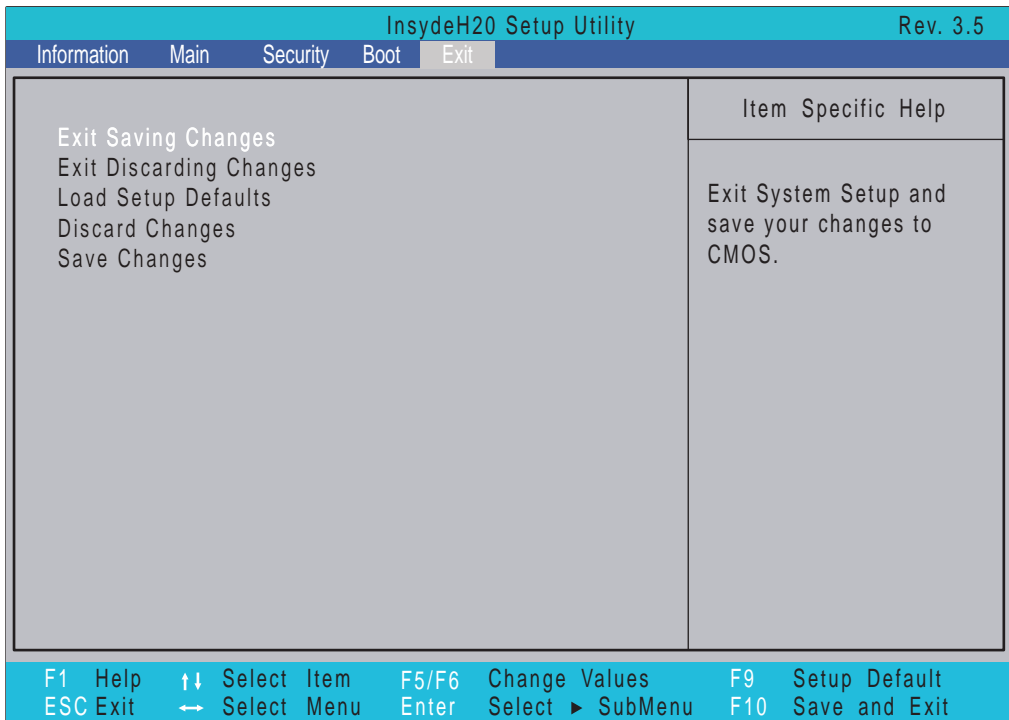 InsydeH20 Setup Utility Rev. 3.5
Information Main Security Boot Exit
Exit Saving Changes
Exit Discarding Changes
Load Setup Defaults
Discard Changes
Save Changes
Item Specific Help
Exit System Setup and
save your changes to
CMOS.
F1 Help ↑↓ Select Item F5/F6 Change Values F9 Setup Default
ESC Exit ↔ Select Menu Enter Select ► SubMenu F10 Save and Exit